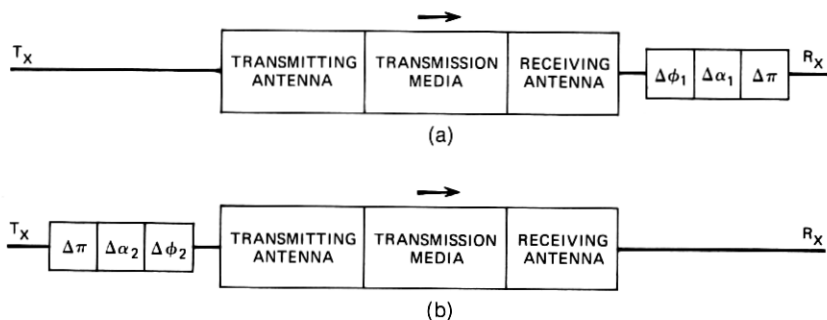 T_X
R_X
TRANSMITTING ANTENNA
TRANSMISSION MEDIA
RECEIVING ANTENNA
Δϕ₁
Δα₁
Δπ
(a)
T_X
R_X
Δπ
Δα₂
Δϕ₂
TRANSMITTING ANTENNA
TRANSMISSION MEDIA
RECEIVING ANTENNA
(b)